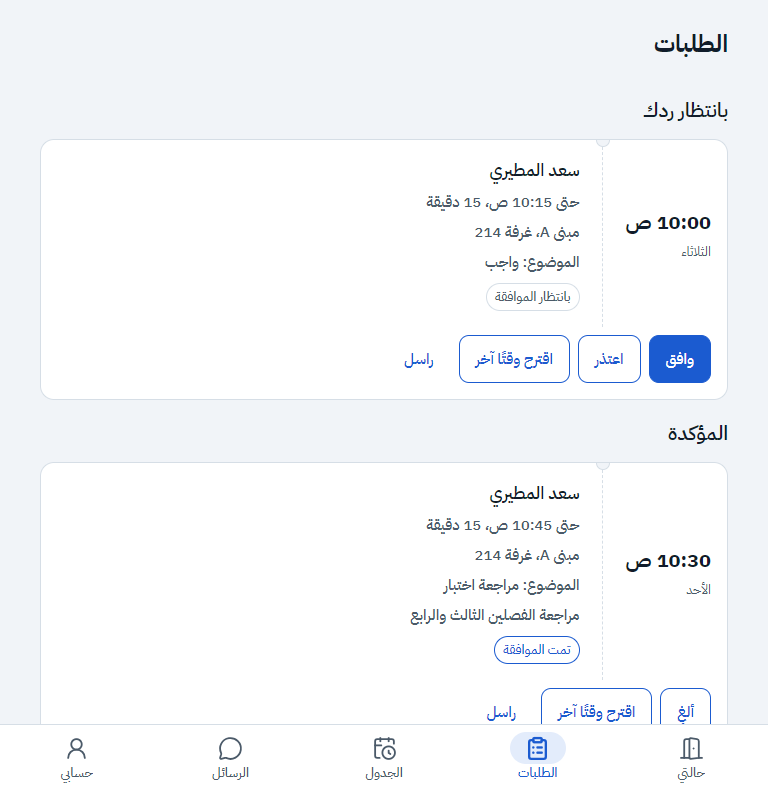 الطلبات
بانتظار ردك
10:00 ص
الثلاثاء
سعد المطيري
حتى 10:15 ص، 15 دقيقة
مبنى A، غرفة 214
الموضوع: واجب
بانتظار الموافقة
وافق
اعتذر
اقترح وقتًا آخر
راسل
المؤكدة
10:30 ص
الأحد
سعد المطيري
حتى 10:45 ص، 15 دقيقة
مبنى A، غرفة 214
الموضوع: مراجعة اختبار
مراجعة الفصلين الثالث والرابع
تمت الموافقة
ألغِ
اقترح وقتًا آخر
راسل
حالتي
الطلبات
الجدول
الرسائل
حسابي